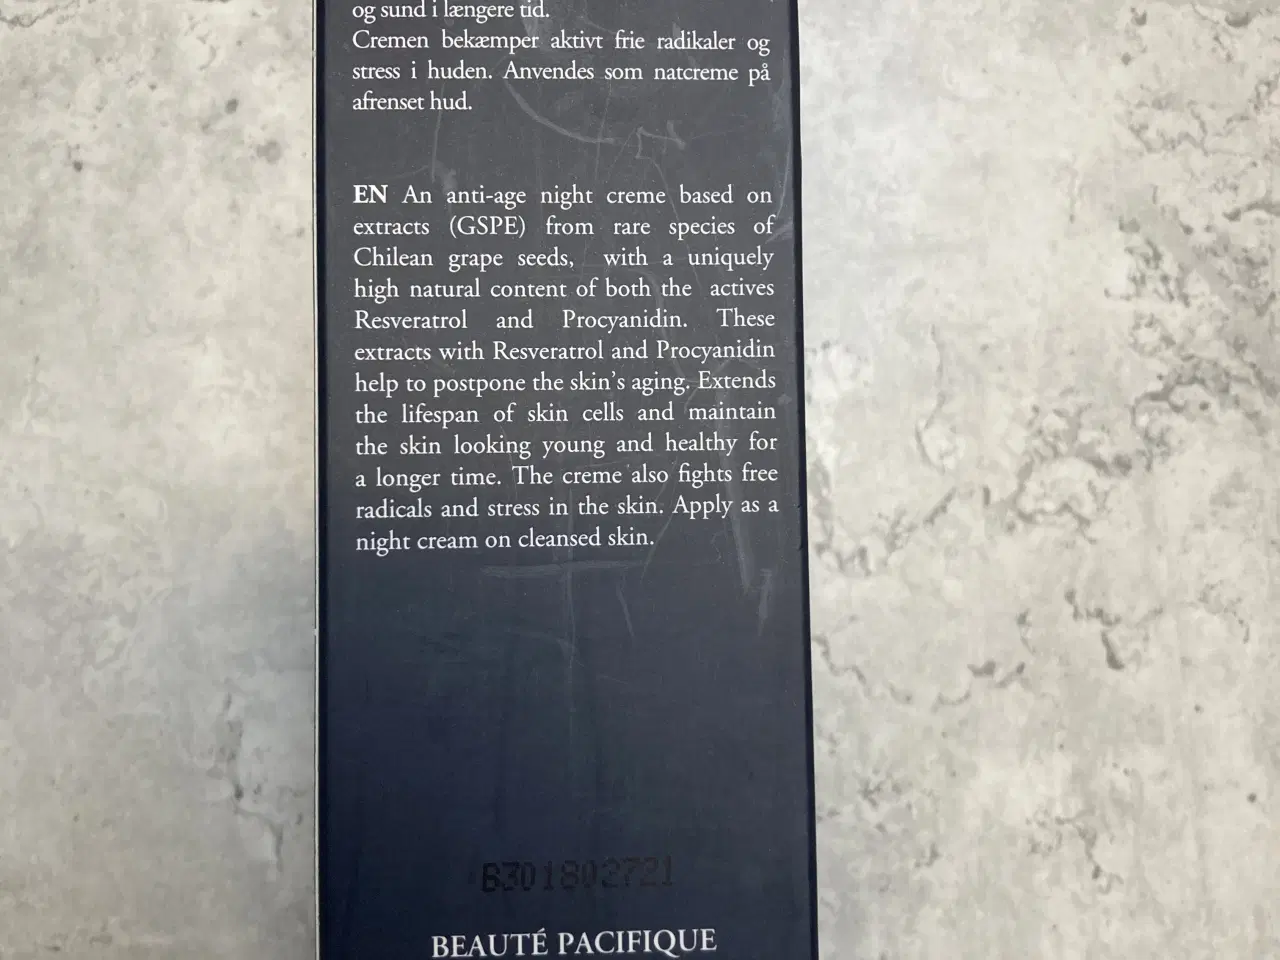 og sund i længere tid.
Cremen bekæmper aktivt frie radikaler og
stress i huden. Anvendes som natcreme på
afrenset hud.
EN An anti-age night creme based on
extracts (GSPE) from rare species of
Chilean grape seeds, with a uniquely
high natural content of both the actives
Resveratrol and Procyanidin. These
extracts with Resveratrol and Procyanidin
help to postpone the skin's aging. Extends
the lifespan of skin cells and maintain
the skin looking young and healthy for
a longer time. The creme also fights free
radicals and stress in the skin. Apply as a
night cream on cleansed skin.
B301802721
BEAUTÉ PACIFIQUE